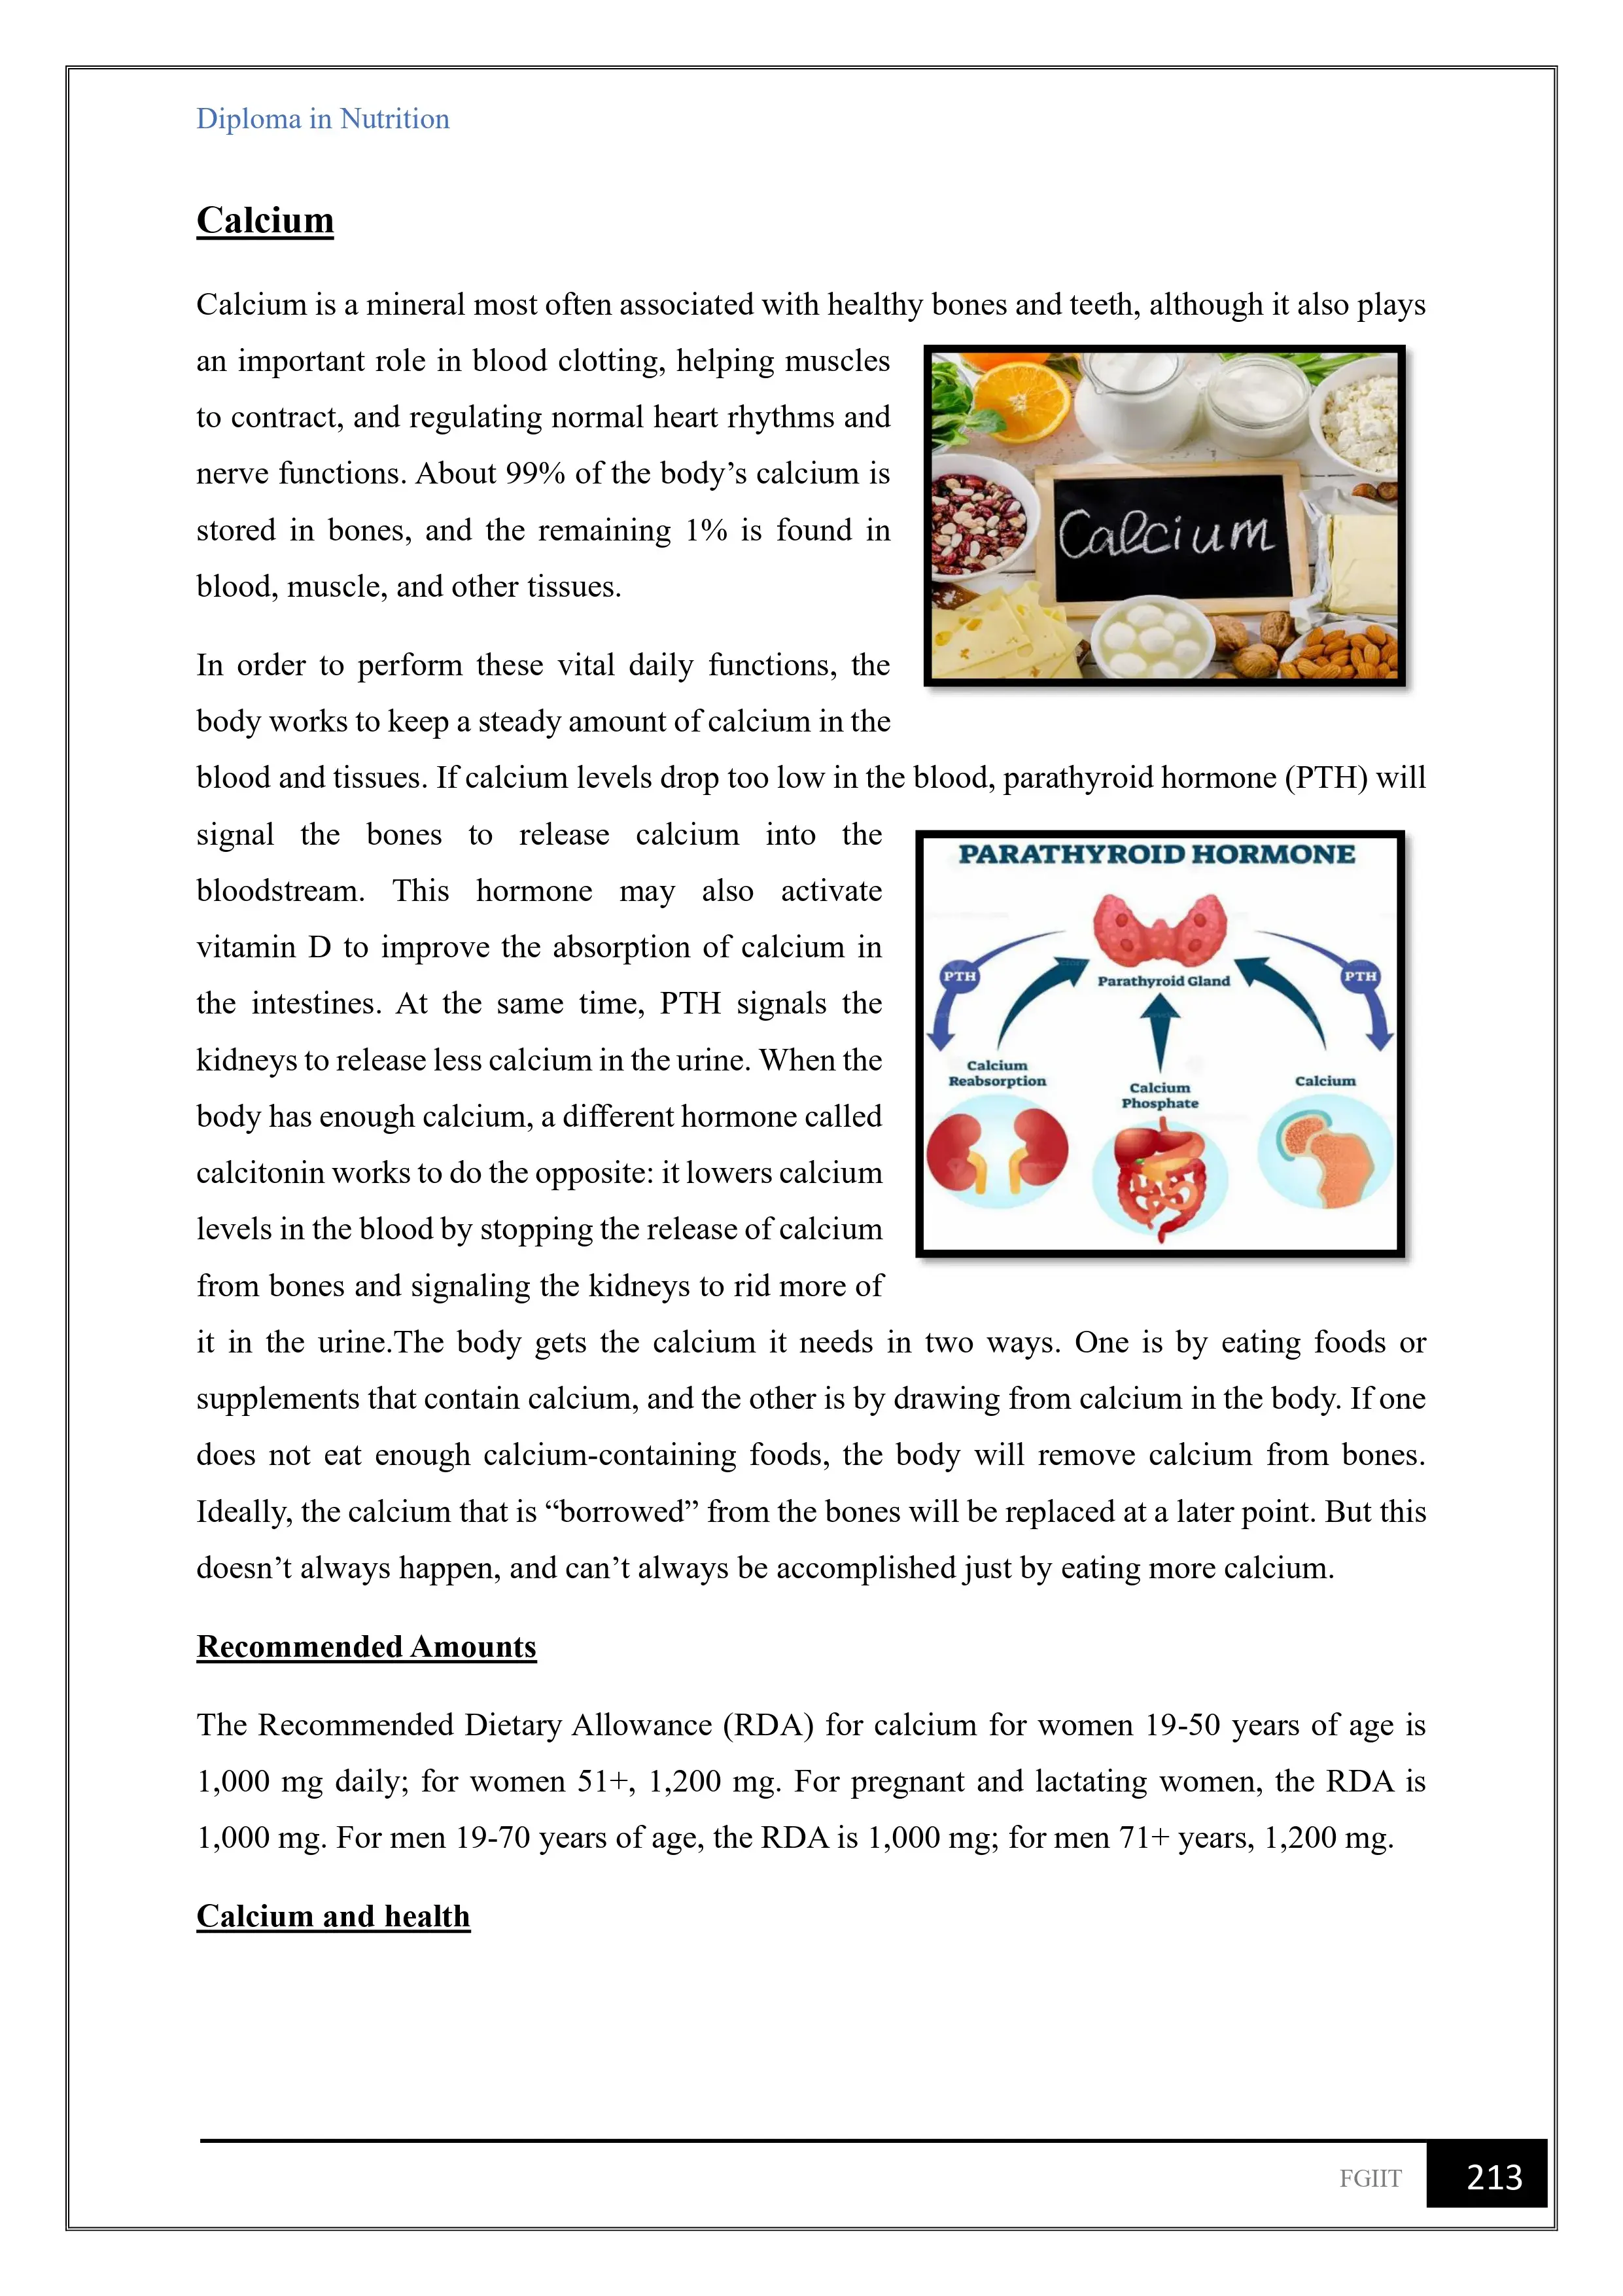 Diploma in Nutrition
Calcium
Calcium is a mineral most often associated with healthy bones and teeth, although it also plays
an important role in blood clotting, helping muscles
to contract, and regulating normal heart rhythms and
nerve functions. About 99% of the body’s calcium is
stored in bones, and the remaining 1% is found in
blood, muscle, and other tissues.
Calcium
In order to perform these vital daily functions, the
body works to keep a steady amount of calcium in the
blood and tissues. If calcium levels drop too low in the blood, parathyroid hormone (PTH) will
signal the bones to release calcium into the
bloodstream. This hormone may also activate
vitamin D to improve the absorption of calcium in
the intestines. At the same time, PTH signals the
kidneys to release less calcium in the urine. When the
body has enough calcium, a different hormone called
calcitonin works to do the opposite: it lowers calcium
levels in the blood by stopping the release of calcium
from bones and signaling the kidneys to rid more of
PARATHYROID HORMONE
Parathyroid Gland
PTH
PTH
Calcium
Reabsorption
Calcium
Phosphate
Calcium
it in the urine.The body gets the calcium it needs in two ways. One is by eating foods or
supplements that contain calcium, and the other is by drawing from calcium in the body. If one
does not eat enough calcium-containing foods, the body will remove calcium from bones.
Ideally, the calcium that is “borrowed” from the bones will be replaced at a later point. But this
doesn’t always happen, and can’t always be accomplished just by eating more calcium.
Recommended Amounts
The Recommended Dietary Allowance (RDA) for calcium for women 19-50 years of age is
1,000 mg daily; for women 51+, 1,200 mg. For pregnant and lactating women, the RDA is
1,000 mg. For men 19-70 years of age, the RDA is 1,000 mg; for men 71+ years, 1,200 mg.
Calcium and health
FGIIT
213